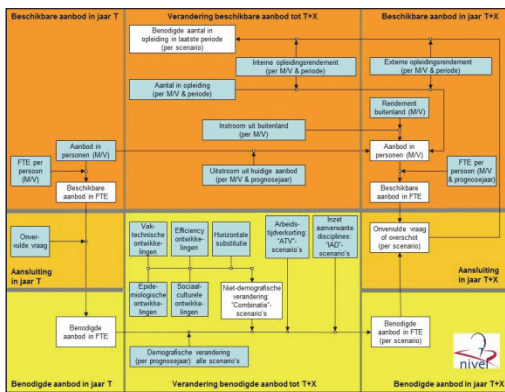 Beschikbare aanbod in jaar T
Verandering beschikbare aanbod tot T+X
Beschikbare aanbod in jaar T+X
Benodigde aantal in
opleiding in laatste periode
(per scenario)
Interne opleidingsrendement
(per M/V & periode)
Externe opleidingsrendement
(per M/V & periode)
Aantal in opleiding
(per M/V & periode)
Rendement
buitenland (M/V)
Instroom uit buitenland
(per M/V)
Aanbod in
personen (M/V)
Aanbod in
personen (M/V)
FTE per
persoon
(M/V)
Uitstroom uit huidige aanbod
(per M/V & prognosejaar)
FTE per
persoon (M/V
& prognosejaar)
Beschikbare
aanbod in FTE
Beschikbare
aanbod in FTE
Onver-
vulde vraag
Vak-
technische
ontwikke-
lingen
Efficiency
ontwikke-
lingen
Horizontale
substitutie
Arbeids-
tijdverkorting:
"ATV"-
scenario's
Inzet
aanverwante
disciplines:
"IAD"-
scenario's
Onvervulde vraag
of overschot
(per scenario)
Aansluiting
in jaar T
Aansluiting
in jaar T+X
Epide-
miologische
ontwikke-
lingen
Sociaal-
culturele
ontwikke-
lingen
Niet-demografische
verandering:
"Combinatie"-
scenario's
Benodigde
aanbod in FTE
Benodigde
aanbod in FTE
(per scenario)
Demografische verandering
(per prognosejaar): alle scenario's
nivel
Benodigde aanbod in jaar T
Verandering benodigde aanbod tot T+X
Benodigde aanbod in jaar T+X